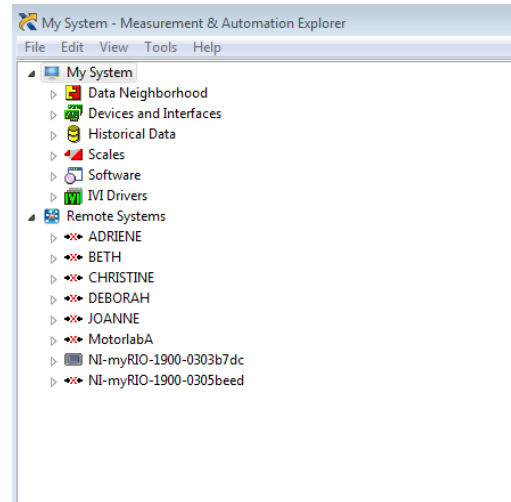 My System - Measurement & Automation Explorer
File Edit View Tools Help
My System
Data Neighborhood
Devices and Interfaces
Historical Data
Scales
Software
IVI Drivers
Remote Systems
ADRIENE
BETH
CHRISTINE
DEBORAH
JOANNE
MotorlabA
NI-myRIO-1900-0303b7dc
NI-myRIO-1900-0305beed